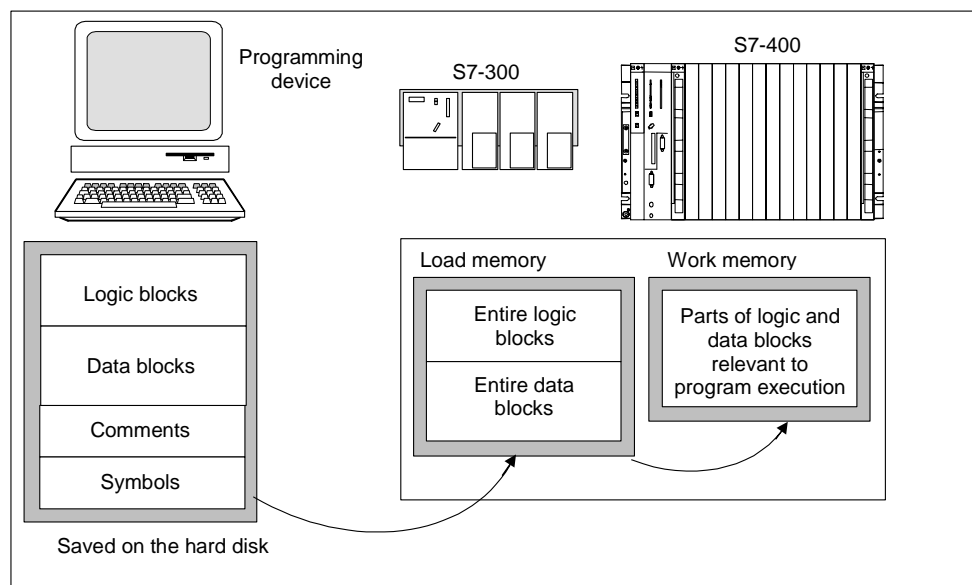 Programming
device
S7-300
S7-400
Logic blocks
Data blocks
Comments
Symbols
Saved on the hard disk
Load memory
Entire logic
blocks
Entire data
blocks
Work memory
Parts of logic and
data blocks
relevant to
program execution